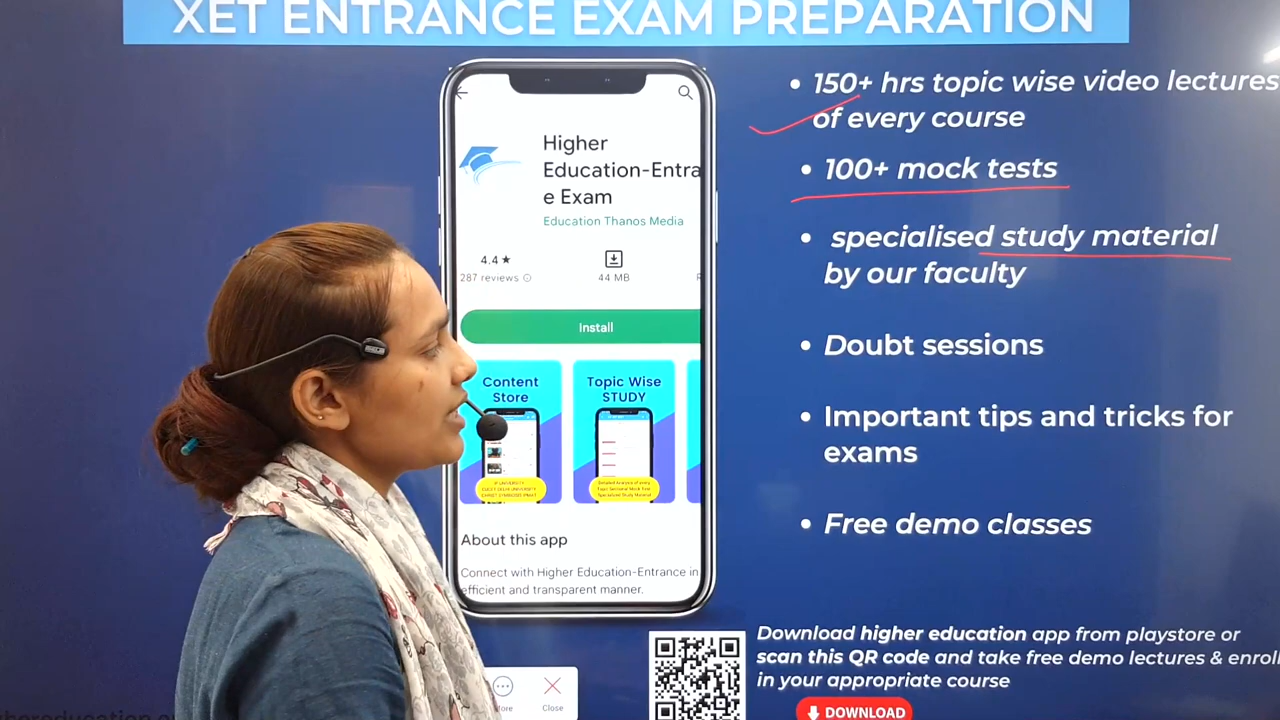 XET ENTRANCE EXAM PREPARATION
Higher
Education-Entra
e Exam
Education Thanos Media
4.4★
287 reviews
44 MB
Install
Content
Store
Topic Wise
STUDY
About this app
Connect with Higher Education-Entrance in
efficient and transparent manner.
• 150+ hrs topic wise video lectures
of every course
• 100+ mock tests
• specialised study material
by our faculty
• Doubt sessions
• Important tips and tricks for
exams
• Free demo classes
Download higher education app from playstore or
scan this QR code and take free demo lectures & enroll
in your appropriate course
DOWNLOAD
Close